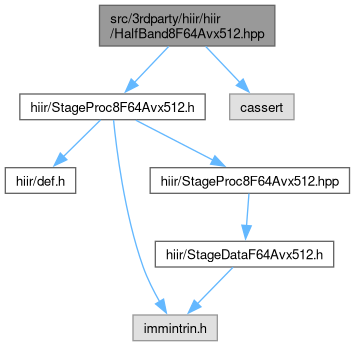 src/3rdparty/hiir/hiir
/HalfBand8F64Avx512.hpp
hiir/StageProc8F64Avx512.h
cassert
hiir/def.h
hiir/StageProc8F64Avx512.hpp
hiir/StageDataF64Avx512.h
immintrin.h